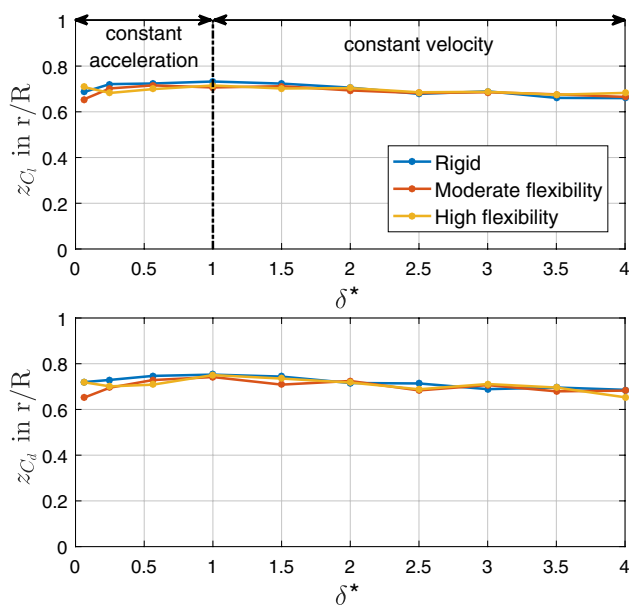 constant acceleration
constant velocity
1
0.8
0.6
0.4
0.2
0
z_{C_l} in r/R
Rigid
Moderate flexibility
High flexibility
0 0.5 1 1.5 2 2.5 3 3.5 4
δ*
1
0.8
0.6
0.4
0.2
0
z_{C_d} in r/R
0 0.5 1 1.5 2 2.5 3 3.5 4
δ*